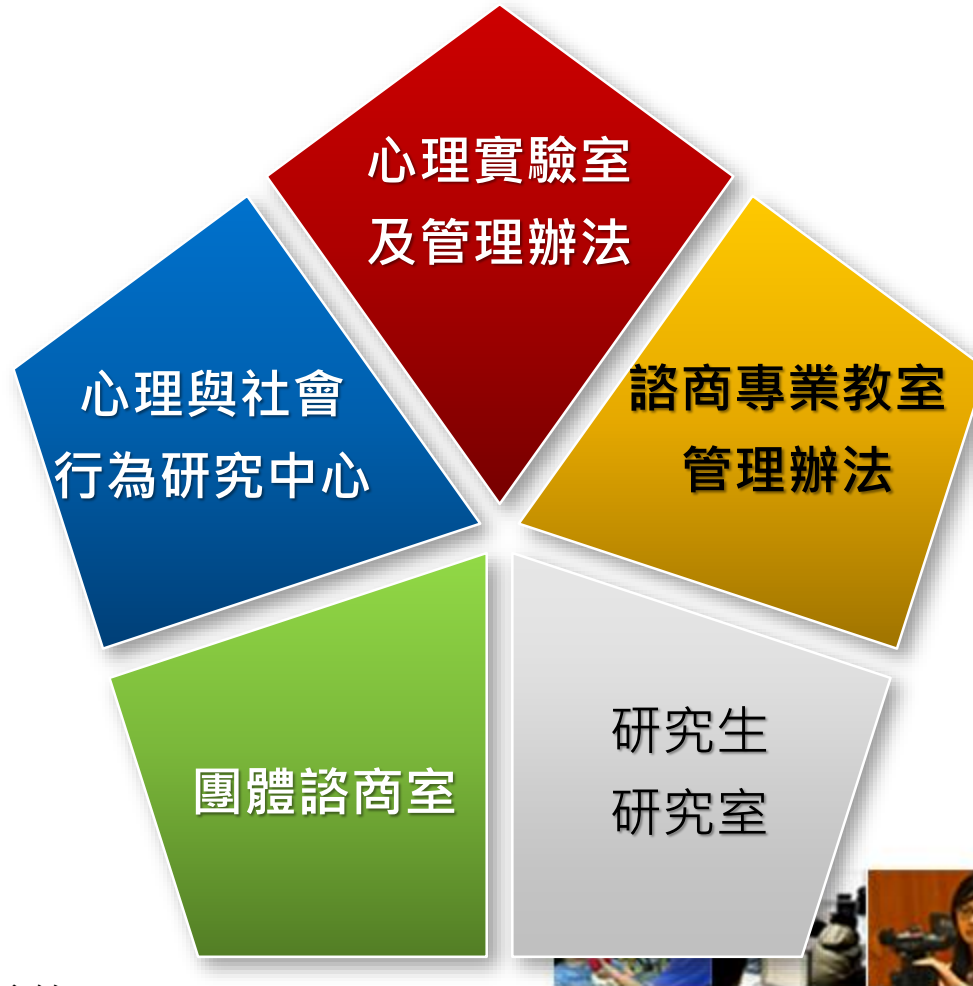 心理實驗室
及管理辦法
心理與社會
行為研究中心
諮商專業教室
管理辦法
團體諮商室
研究生
研究室